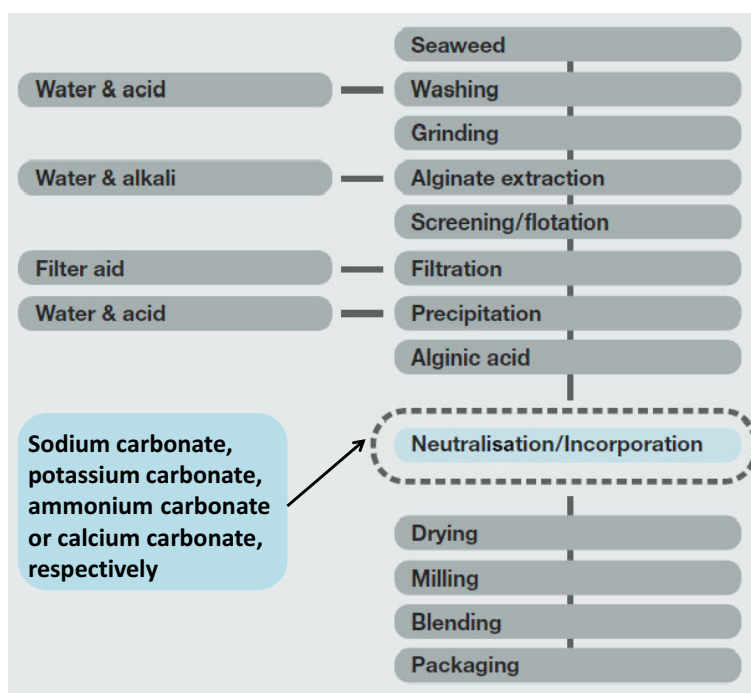 Seaweed
Water & acid
Washing
Grinding
Water & alkali
Alginate extraction
Screening/flotation
Filter aid
Filtration
Water & acid
Precipitation
Alginic acid
Neutralisation/Incorporation
Sodium carbonate,
potassium carbonate,
ammonium carbonate
or calcium carbonate,
respectively
Drying
Milling
Blending
Packaging